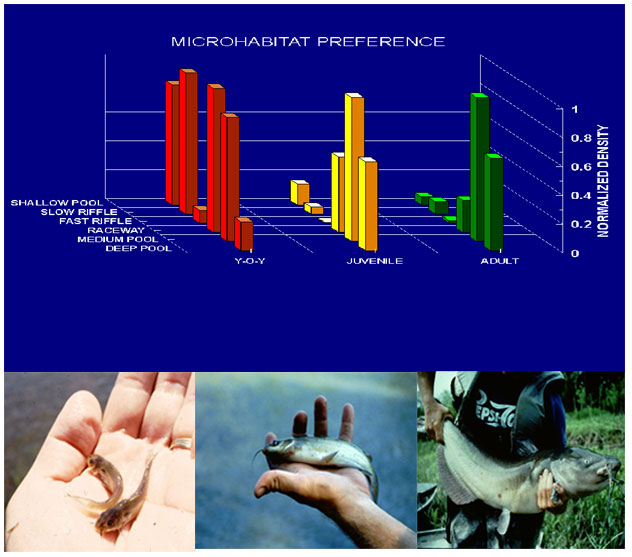 MICROHABITAT PREFERENCE
1
0.8
0.6
0.4
0.2
0
NORMALIZED DENSITY
SHALLOW POOL
SLOW RIFFLE
FAST RIFFLE
RACEWAY
MEDIUM POOL
DEEP POOL
Y-O-Y
JUVENILE
ADULT
PEPSI